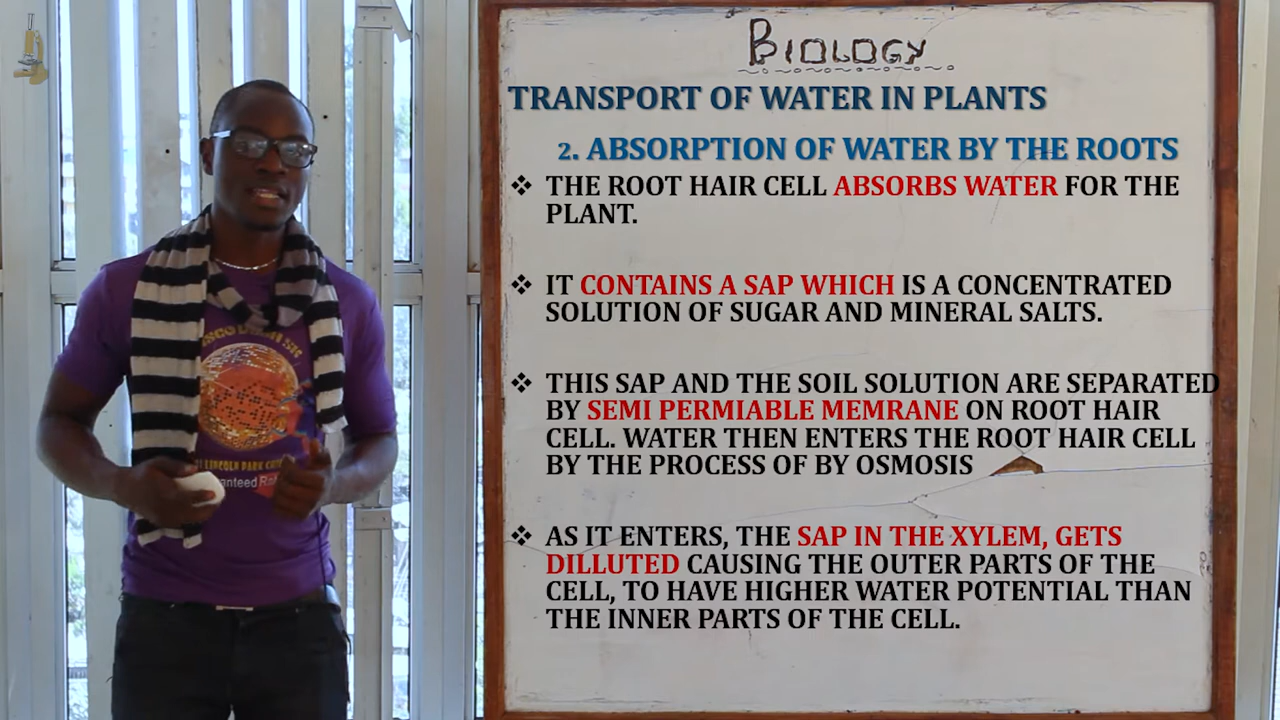 BIOLOGY
TRANSPORT OF WATER IN PLANTS
2. ABSORPTION OF WATER BY THE ROOTS
❖ THE ROOT HAIR CELL ABSORBS WATER FOR THE
PLANT.
❖ IT CONTAINS A SAP WHICH IS A CONCENTRATED
SOLUTION OF SUGAR AND MINERAL SALTS.
❖ THIS SAP AND THE SOIL SOLUTION ARE SEPARATED
BY SEMI PERMIABLE MEMRANE ON ROOT HAIR
CELL. WATER THEN ENTERS THE ROOT HAIR CELL
BY THE PROCESS OF BY OSMOSIS
❖ AS IT ENTERS, THE SAP IN THE XYLEM, GETS
DILLUTED CAUSING THE OUTER PARTS OF THE
CELL, TO HAVE HIGHER WATER POTENTIAL THAN
THE INNER PARTS OF THE CELL.
LINCOLN PARK